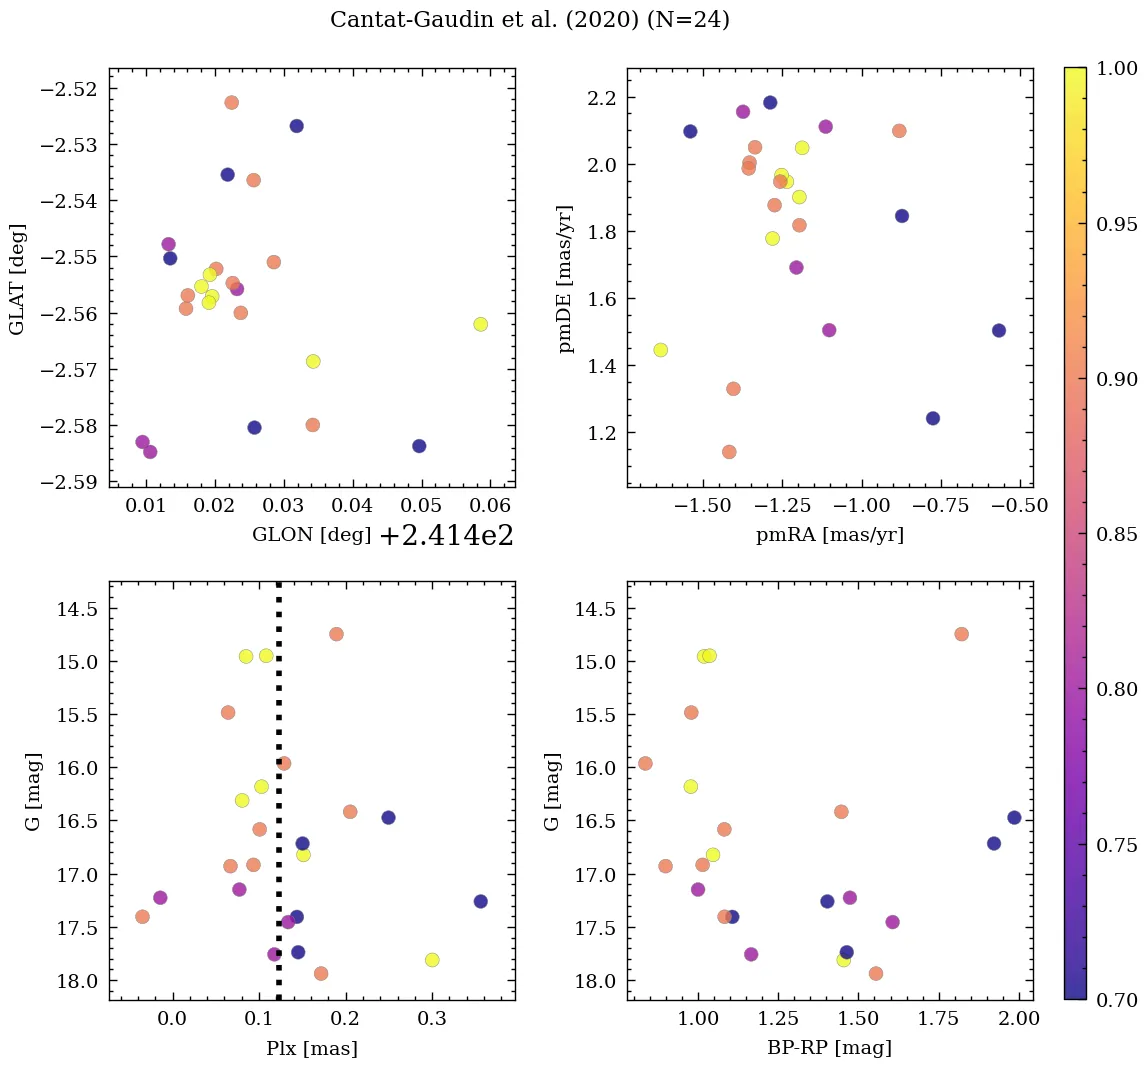 Cantat-Gaudin et al. (2020) (N=24)
−2.52
−2.53
−2.54
−2.55
−2.56
−2.57
−2.58
−2.59
GLAT [deg]
0.01 0.02 0.03 0.04 0.05 0.06
GLON [deg] +2.414e2
2.2
2.0
1.8
1.6
1.4
1.2
pmDE [mas/yr]
−1.50 −1.25 −1.00 −0.75 −0.50
pmRA [mas/yr]
14.5
15.0
15.5
16.0
16.5
17.0
17.5
18.0
G [mag]
0.0 0.1 0.2 0.3
Plx [mas]
14.5
15.0
15.5
16.0
16.5
17.0
17.5
18.0
G [mag]
1.00 1.25 1.50 1.75 2.00
BP-RP [mag]
1.00
0.95
0.90
0.85
0.80
0.75
0.70